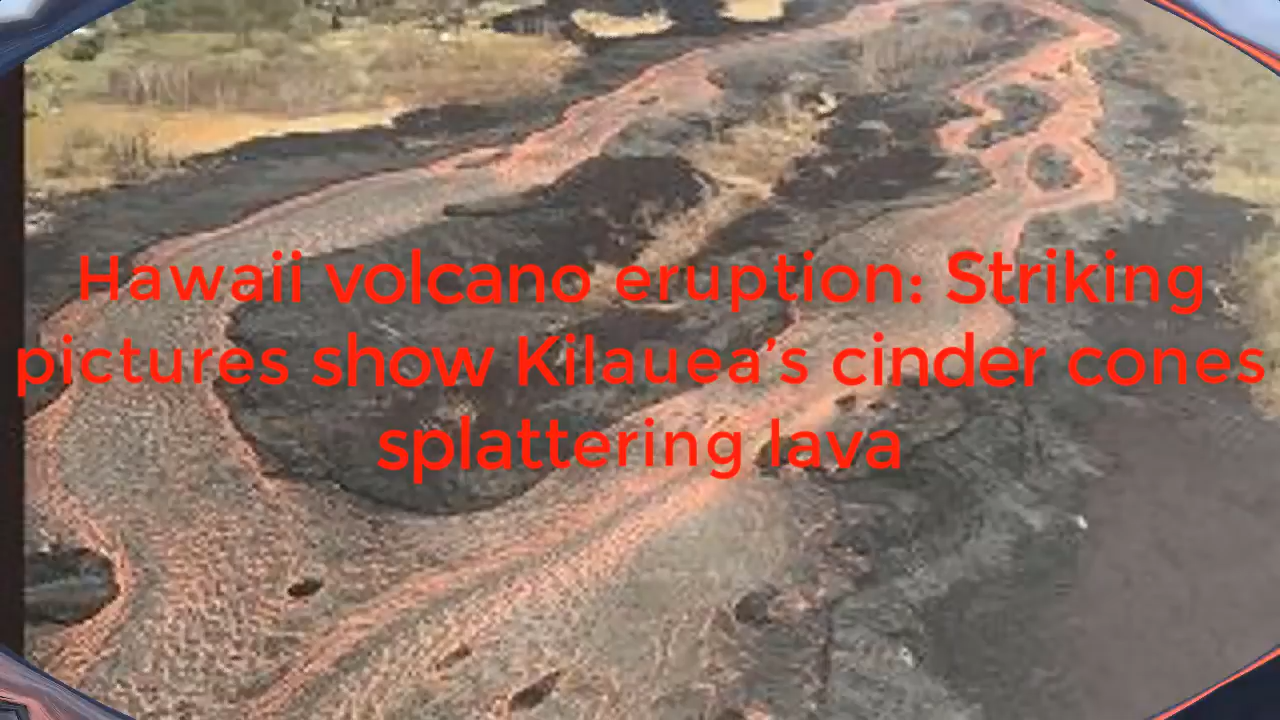 Hawaii volcano eruption: Striking
pictures show Kilauea’s cinder cones
splattering lava